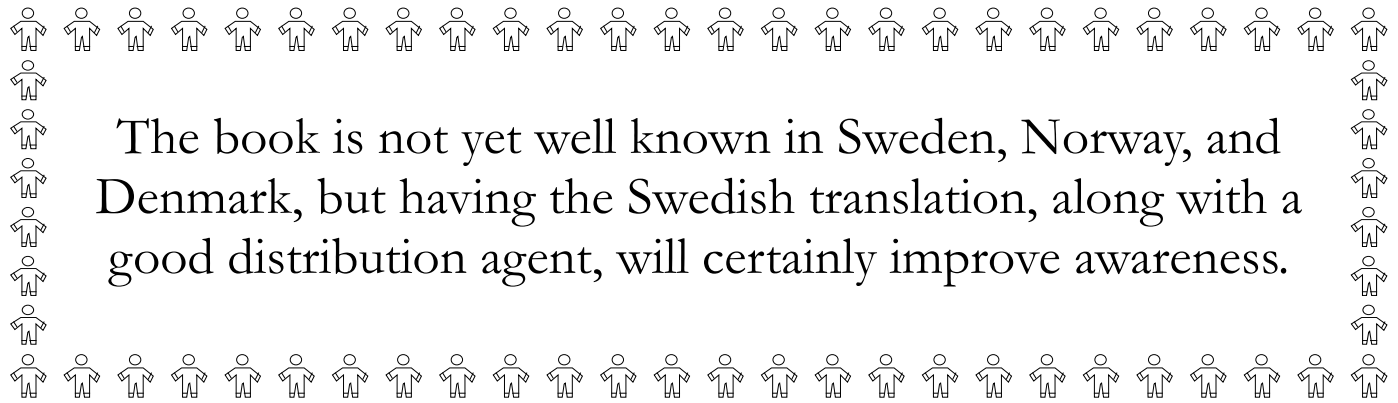 The book is not yet well known in Sweden, Norway, and
Denmark, but having the Swedish translation, along with a
good distribution agent, will certainly improve awareness.